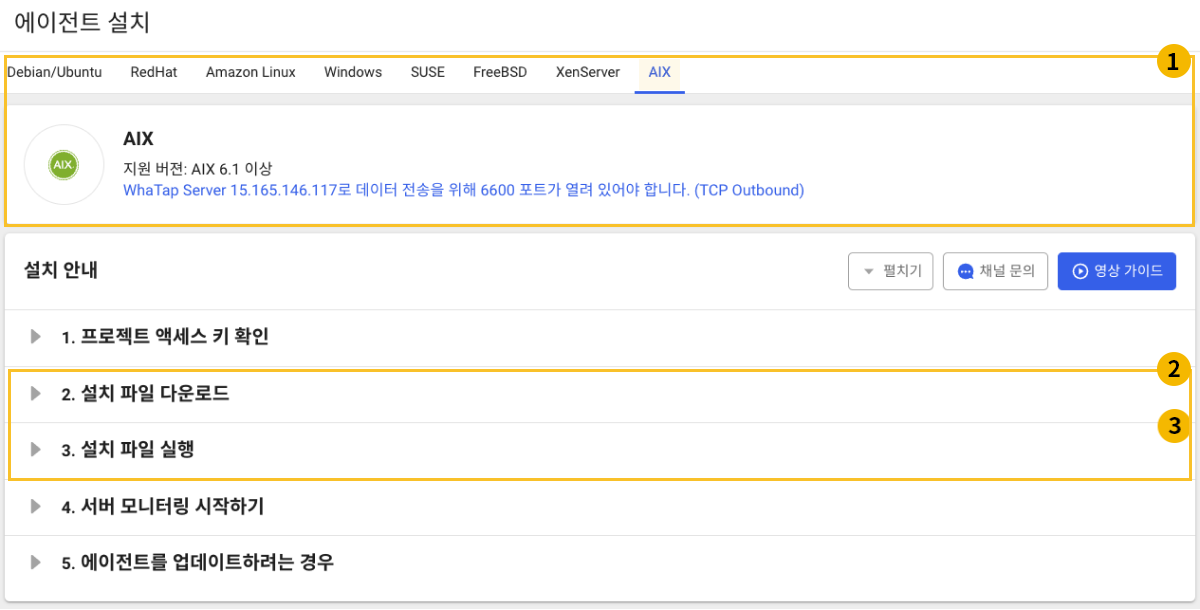 에이전트 설치
1
Debian/Ubuntu RedHat Amazon Linux Windows SUSE FreeBSD XenServer AIX
AIX
AIX
지원 버젼: AIX 6.1 이상
WhaTap Server 15.165.146.117로 데이터 전송을 위해 6600 포트가 열려 있어야 합니다. (TCP Outbound)
설치 안내 펼치기 채널 문의 영상 가이드
1. 프로젝트 액세스 키 확인
2
2. 설치 파일 다운로드
3
3. 설치 파일 실행
4. 서버 모니터링 시작하기
5. 에이전트를 업데이트하려는 경우